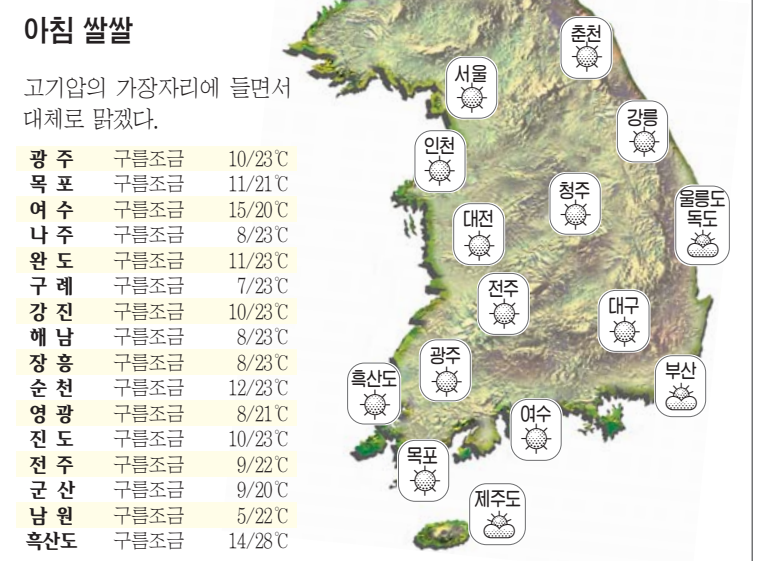 아침 쌀쌀
고기압의 가장자리에 들면서
대체로 맑겠다.
광 주 구름조금 10/23℃
목 포 구름조금 11/21℃
여 수 구름조금 15/20℃
나 주 구름조금 8/23℃
완 도 구름조금 11/23℃
구 례 구름조금 7/23℃
강 진 구름조금 10/23℃
해 남 구름조금 8/23℃
장 흥 구름조금 8/23℃
순 천 구름조금 12/23℃
영 광 구름조금 8/21℃
진 도 구름조금 10/23℃
전 주 구름조금 9/22℃
군 산 구름조금 9/20℃
남 원 구름조금 5/22℃
흑산도 구름조금 14/28℃
춘천
서울
강릉
인천
청주
울릉도
독도
대전
전주
대구
광주
부산
흑산도
여수
목포
제주도